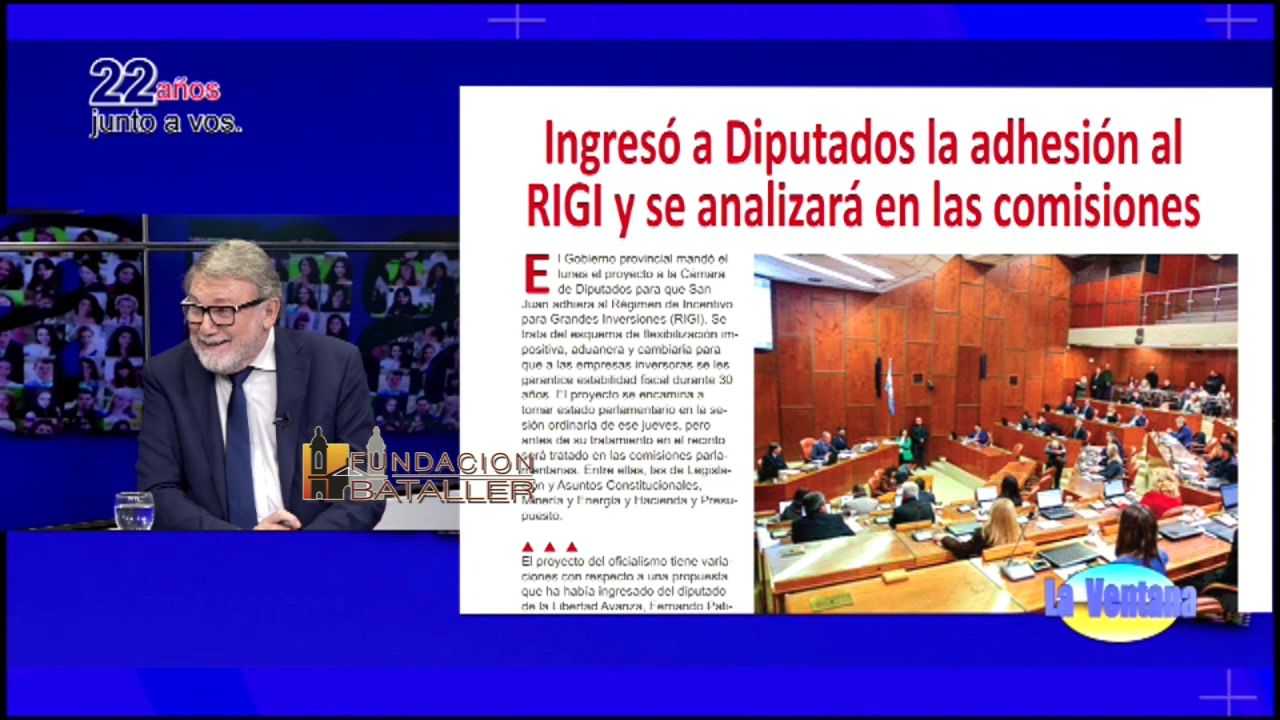 22 años
junto a vos.
Ingresó a Diputados la adhesión al
RIGI y se analizará en las comisiones
El Gobierno provincial mandó el
lunes el proyecto a la Cámara
de Diputados para que San
Juan adhiera al Régimen de Incentivo
para Grandes Inversiones (RIGI). Se
trata del esquema de flexibilización im-
positiva, aduanera y cambiaria para
que a las empresas inversoras se les
garantice estabilidad fiscal durante 30
años. El proyecto se encamina a
tomar estado parlamentario en la se-
sión ordinaria de ese jueves, pero
antes de su tratamiento en el recinto
será tratado en las comisiones parla-
mentarias. Entre ellas, las de Legisla-
ción y Asuntos Constitucionales,
Minería y Energía y Hacienda y Presu-
puesto.
El proyecto del oficialismo tiene varia-
ciones con respecto a una propuesta
que ha había ingresado del diputado
de la Libertad Avanza, Fernando Pati-
FUNDACION
BATALLER
La Ventana